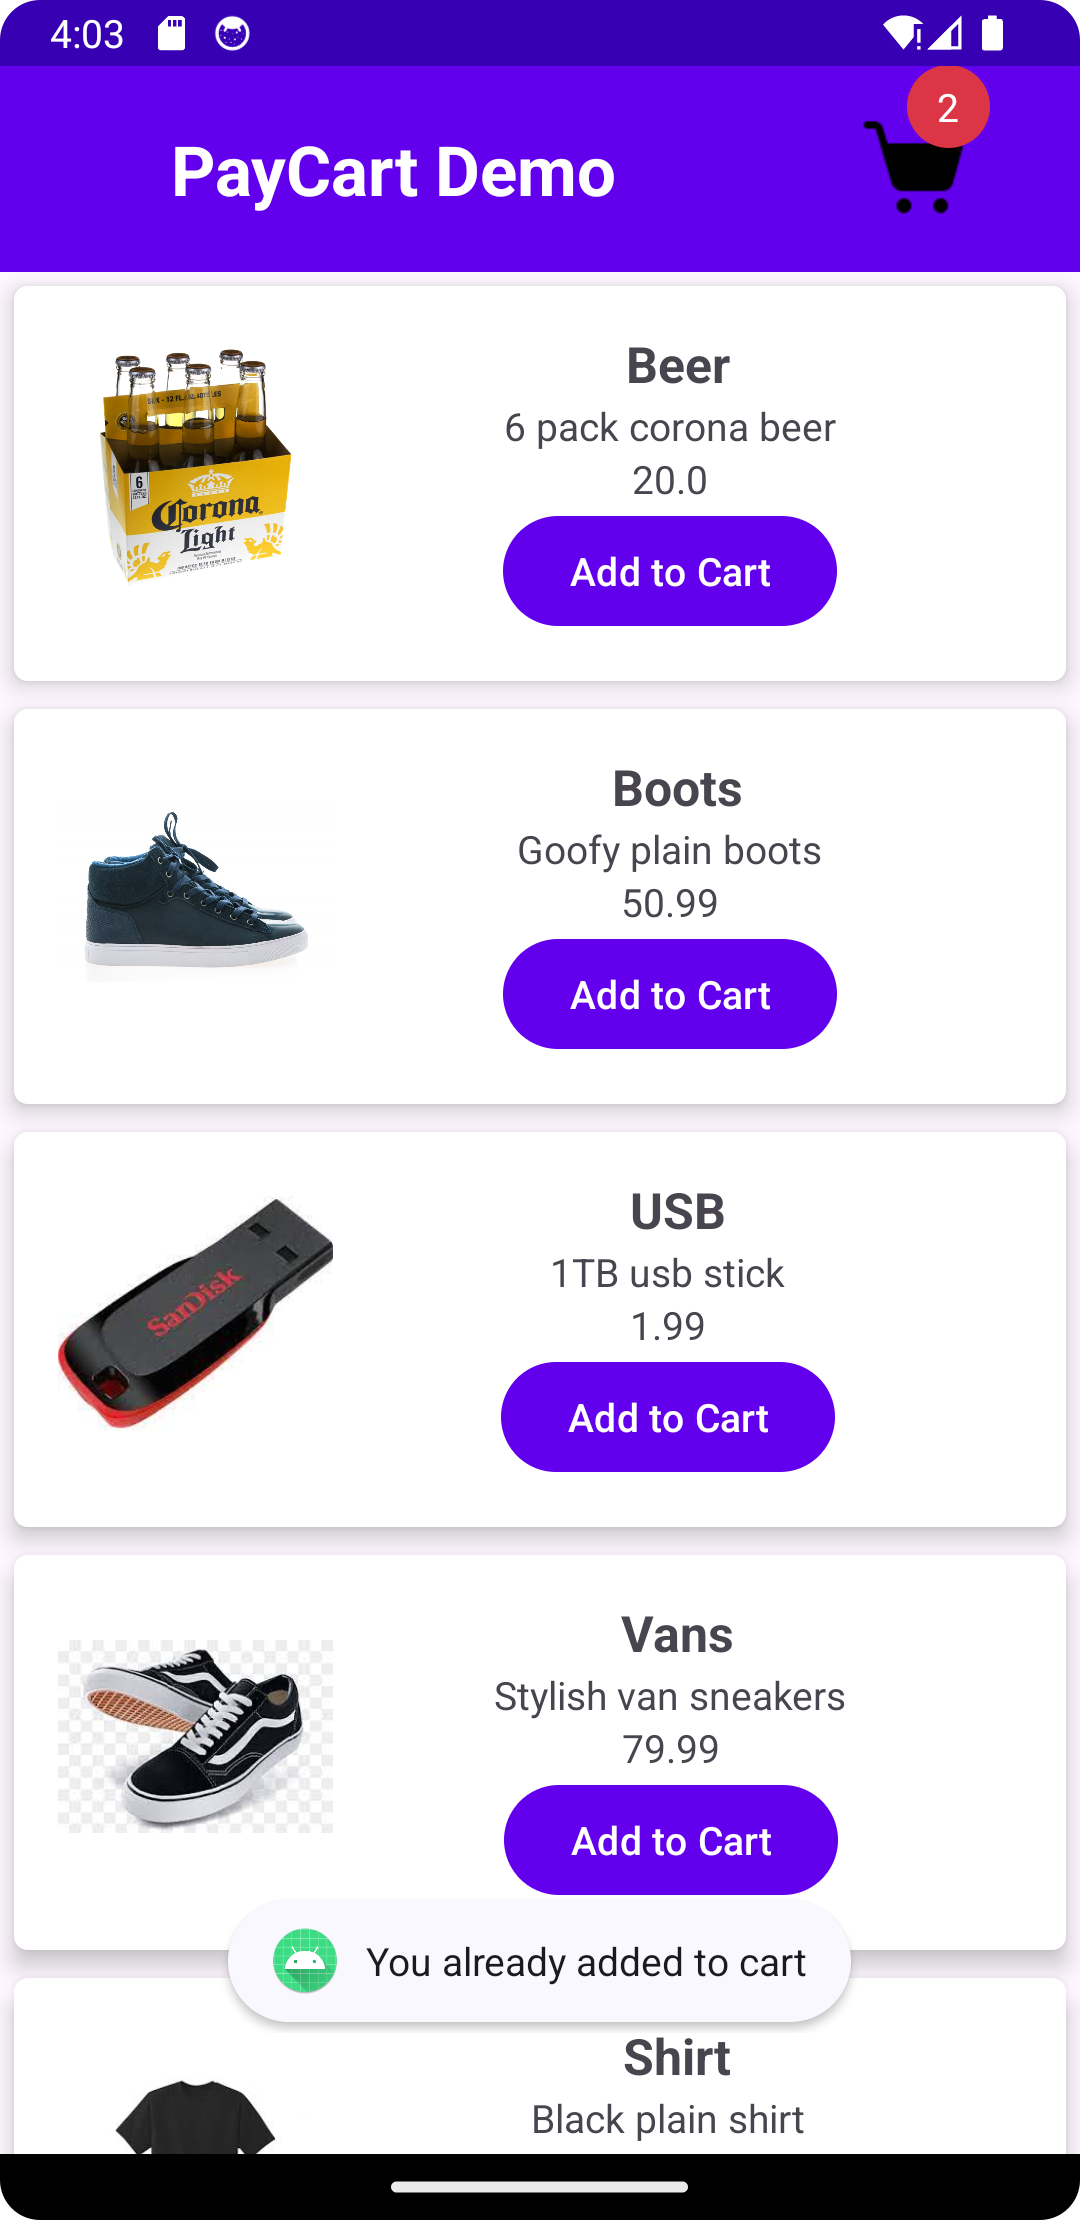 4:03
2
PayCart Demo
Beer
6 pack corona beer
20.0
Add to Cart
6
Corona
Light
Boots
Goofy plain boots
50.99
Add to Cart
USB
1TB usb stick
1.99
Add to Cart
SanDisk
Vans
Stylish van sneakers
79.99
Add to Cart
You already added to cart
Shirt
Black plain shirt